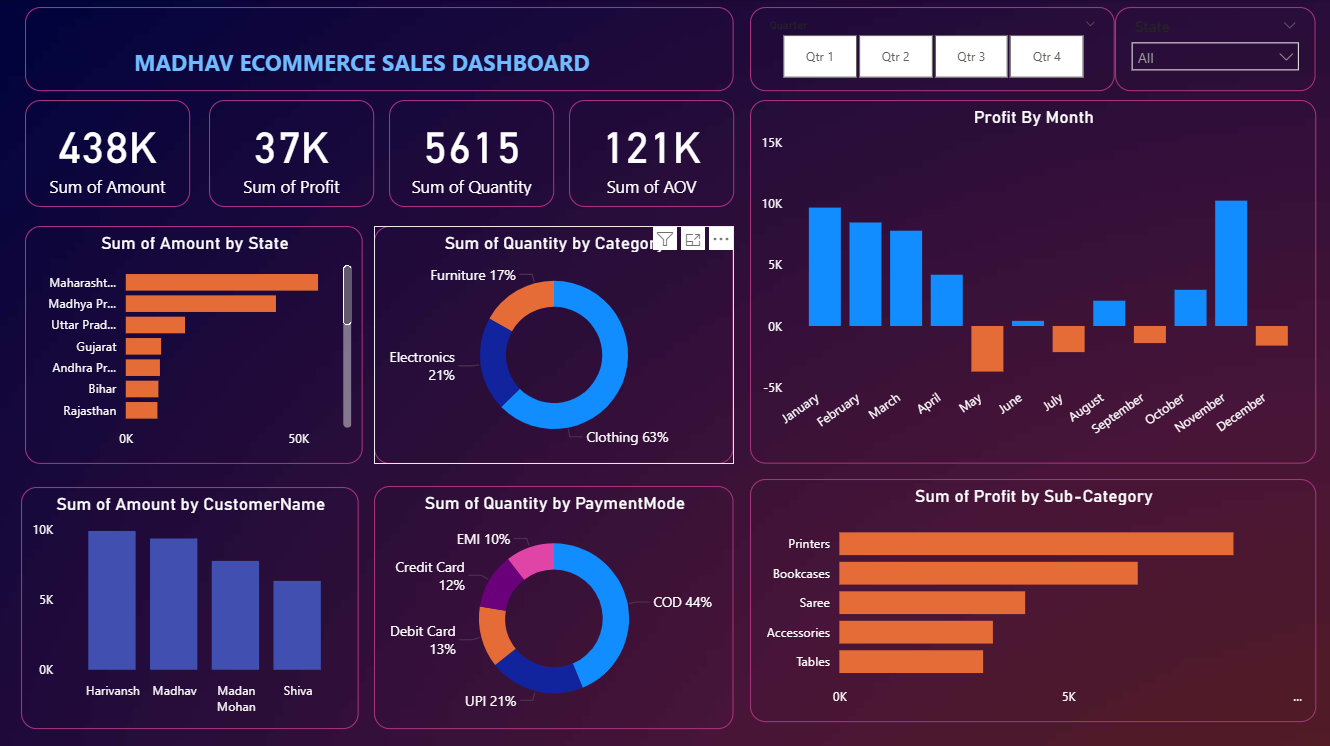 MADHAV ECOMMERCE SALES DASHBOARD
Quarter
Qtr 1
Qtr 2
Qtr 3
Qtr 4
State
All
438K
Sum of Amount
37K
Sum of Profit
5615
Sum of Quantity
121K
Sum of AOV
Profit By Month
15K
10K
5K
0K
-5K
January
February
March
April
May
June
July
August
September
October
November
December
Sum of Amount by State
Maharasht...
Madhya Pr...
Uttar Prad...
Gujarat
Andhra Pr...
Bihar
Rajasthan
0K
50K
Sum of Quantity by Category
Furniture 17%
Electronics
21%
Clothing 63%
Sum of Amount by CustomerName
10K
5K
0K
Harivansh
Madhav
Madan
Mohan
Shiva
Sum of Quantity by PaymentMode
EMI 10%
Credit Card
12%
COD 44%
Debit Card
13%
UPI 21%
Sum of Profit by Sub-Category
Printers
Bookcases
Saree
Accessories
Tables
0K
5K
...